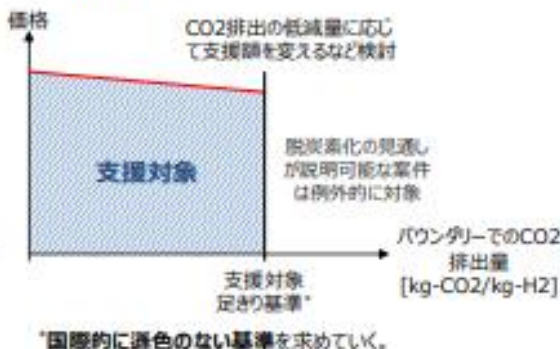 価格
CO2排出の低減量に応じ
て支援額を変えるなど検討
支援対象
脱炭素化の見通し
が説明可能な案件
は例外的に対象
バウンダリーでのCO2
排出量
[kg-CO2/kg-H2]
支援対象
足きり基準*
*国際的に遜色のない基準を求めていく。